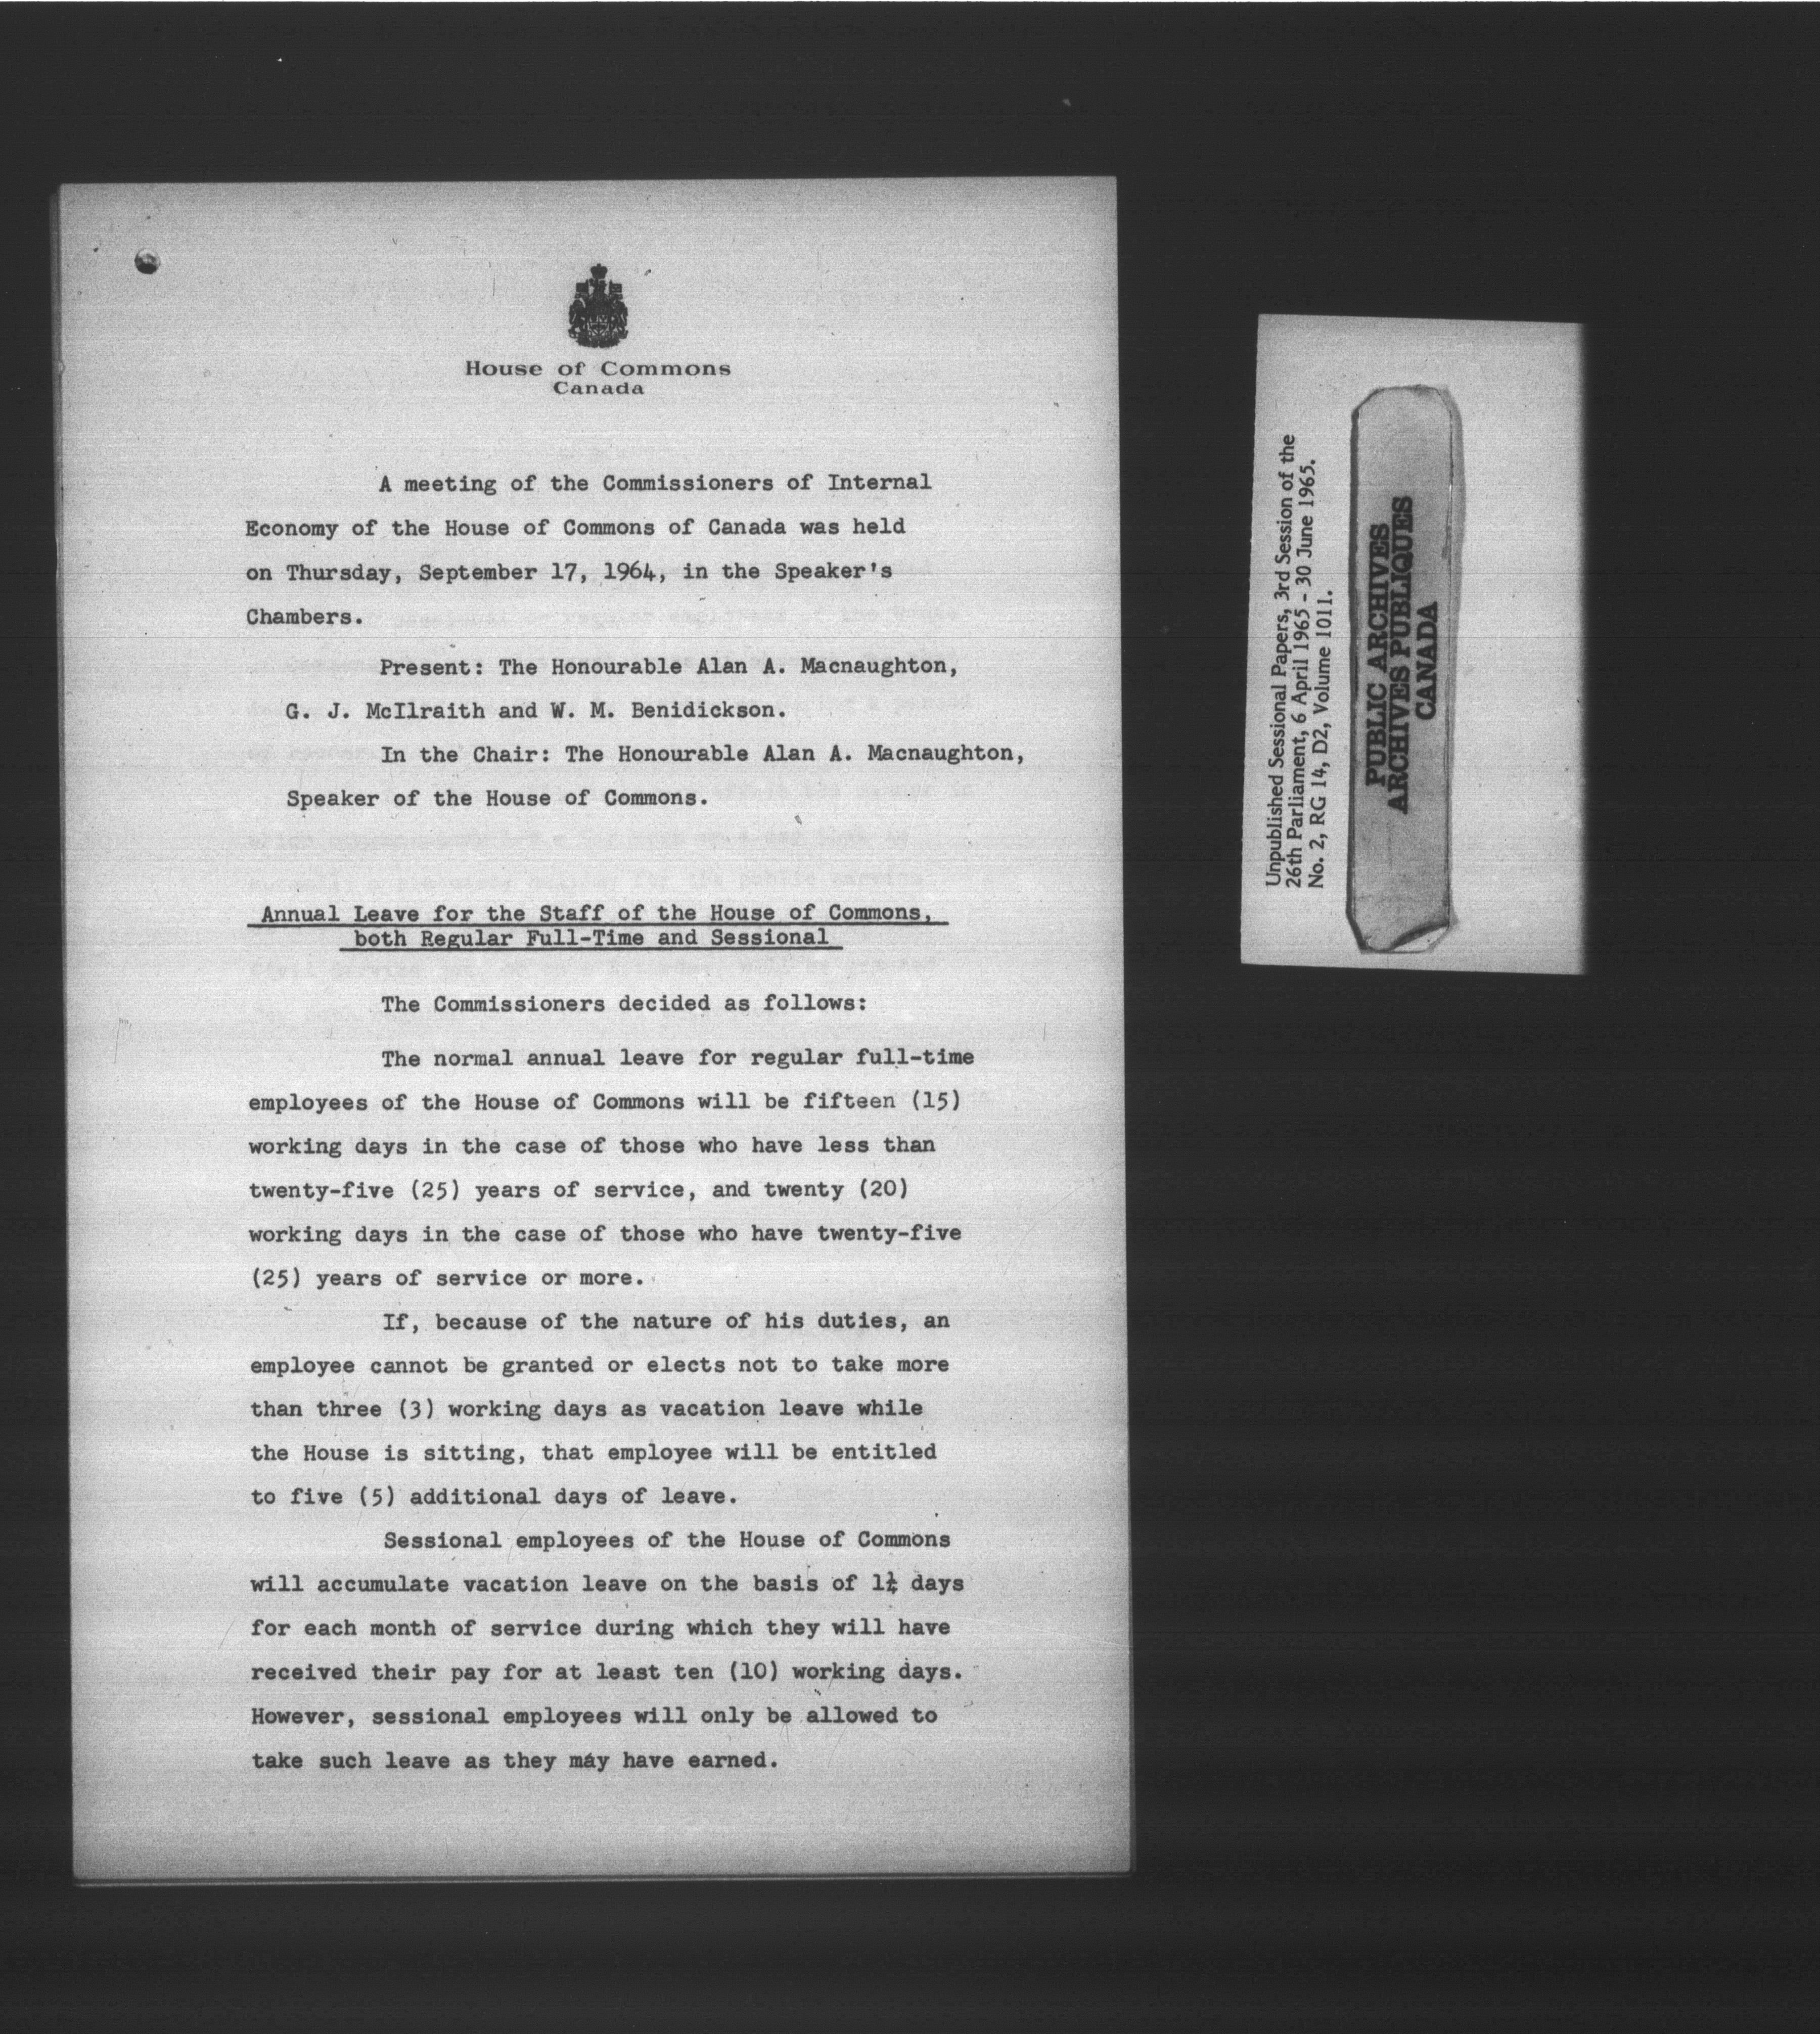 House of Commons
Canada
A meeting of the Commissioners of Internal
Economy of the House of Commons of Canada was held
on Thursday, September 17, 1964, in the Speaker's
Chambers.
Present: The Honourable Alan A. Macnaughton,
G. J. McIlraith and W. M. Benidickson.
In the Chair: The Honourable Alan A. Macnaughton,
Speaker of the House of Commons.
Annual Leave for the Staff of the House of Commons,
both Regular Full-Time and Sessional
The Commissioners decided as follows:
The normal annual leave for regular full-time
employees of the House of Commons will be fifteen (15)
working days in the case of those who have less than
twenty-five (25) years of service, and twenty (20)
working days in the case of those who have twenty-five
(25) years of service or more.
If, because of the nature of his duties, an
employee cannot be granted or elects not to take more
than three (3) working days as vacation leave while
the House is sitting, that employee will be entitled
to five (5) additional days of leave.
Sessional employees of the House of Commons
will accumulate vacation leave on the basis of 1¼ days
for each month of service during which they will have
received their pay for at least ten (10) working days.
However, sessional employees will only be allowed to
take such leave as they may have earned.
Unpublished Sessional Papers, 3rd Session of the
26th Parliament, 6 April 1965 - 30 June 1965.
No. 2, RG 14, D2, Volume 1011.
PUBLIC ARCHIVES
ARCHIVES PUBLIQUES
CANADA